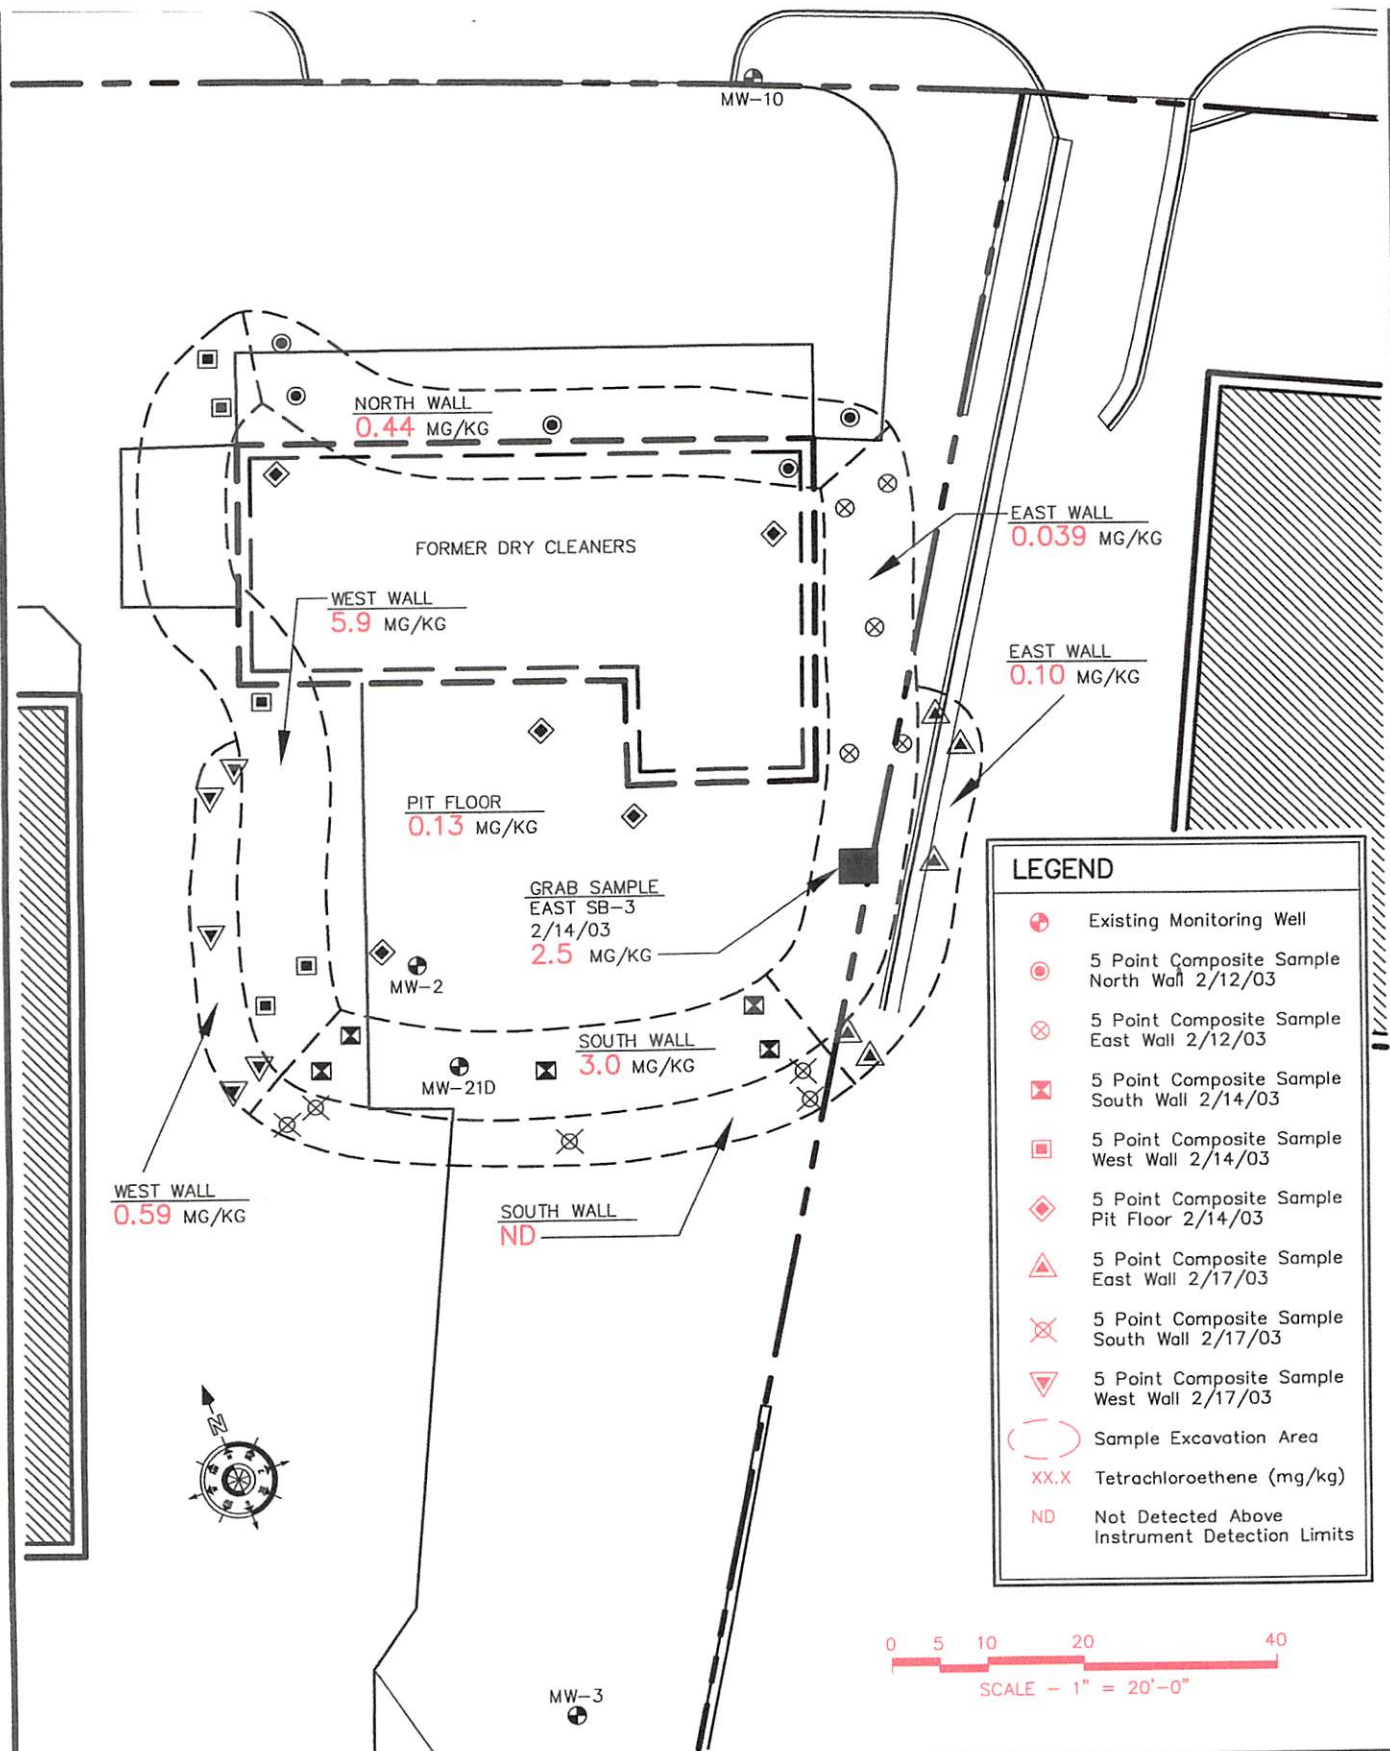 MW-10
NORTH WALL
0.44 MG/KG
FORMER DRY CLEANERS
EAST WALL
0.039 MG/KG
WEST WALL
5.9 MG/KG
EAST WALL
0.10 MG/KG
PIT FLOOR
0.13 MG/KG
GRAB SAMPLE
EAST SB-3
2/14/03
2.5 MG/KG
MW-2
SOUTH WALL
3.0 MG/KG
MW-21D
WEST WALL
0.59 MG/KG
SOUTH WALL
ND
N
MW-3
LEGEND
Existing Monitoring Well
5 Point Composite Sample
North Wall 2/12/03
5 Point Composite Sample
East Wall 2/12/03
5 Point Composite Sample
South Wall 2/14/03
5 Point Composite Sample
West Wall 2/14/03
5 Point Composite Sample
Pit Floor 2/14/03
5 Point Composite Sample
East Wall 2/17/03
5 Point Composite Sample
South Wall 2/17/03
5 Point Composite Sample
West Wall 2/17/03
Sample Excavation Area
XX.X Tetrachloroethene (mg/kg)
ND Not Detected Above
Instrument Detection Limits
0 5 10 20 40
SCALE - 1" = 20'-0"